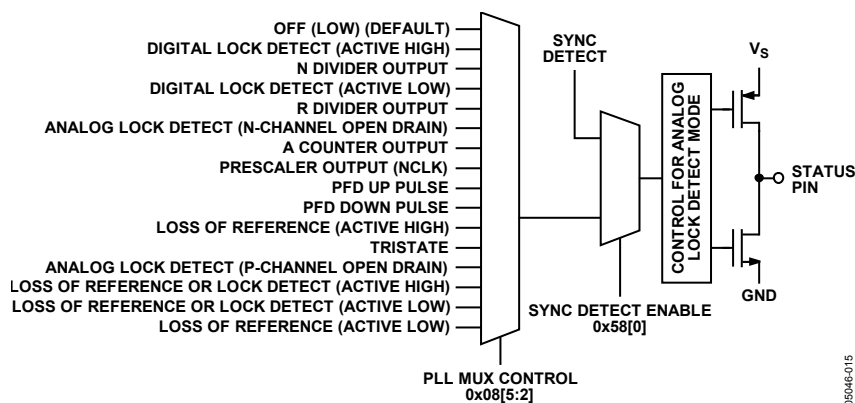 OFF (LOW) (DEFAULT)
DIGITAL LOCK DETECT (ACTIVE HIGH)
N DIVIDER OUTPUT
DIGITAL LOCK DETECT (ACTIVE LOW)
R DIVIDER OUTPUT
ANALOG LOCK DETECT (N-CHANNEL OPEN DRAIN)
A COUNTER OUTPUT
PRESCALER OUTPUT (NCLK)
PFD UP PULSE
PFD DOWN PULSE
LOSS OF REFERENCE (ACTIVE HIGH)
TRISTATE
ANALOG LOCK DETECT (P-CHANNEL OPEN DRAIN)
LOSS OF REFERENCE OR LOCK DETECT (ACTIVE HIGH)
LOSS OF REFERENCE OR LOCK DETECT (ACTIVE LOW)
LOSS OF REFERENCE (ACTIVE LOW)
PLL MUX CONTROL
0x08[5:2]
SYNC
DETECT
SYNC DETECT ENABLE
0x58[0]
CONTROL FOR ANALOG
LOCK DETECT MODE
VS
STATUS
PIN
GND
05046-015